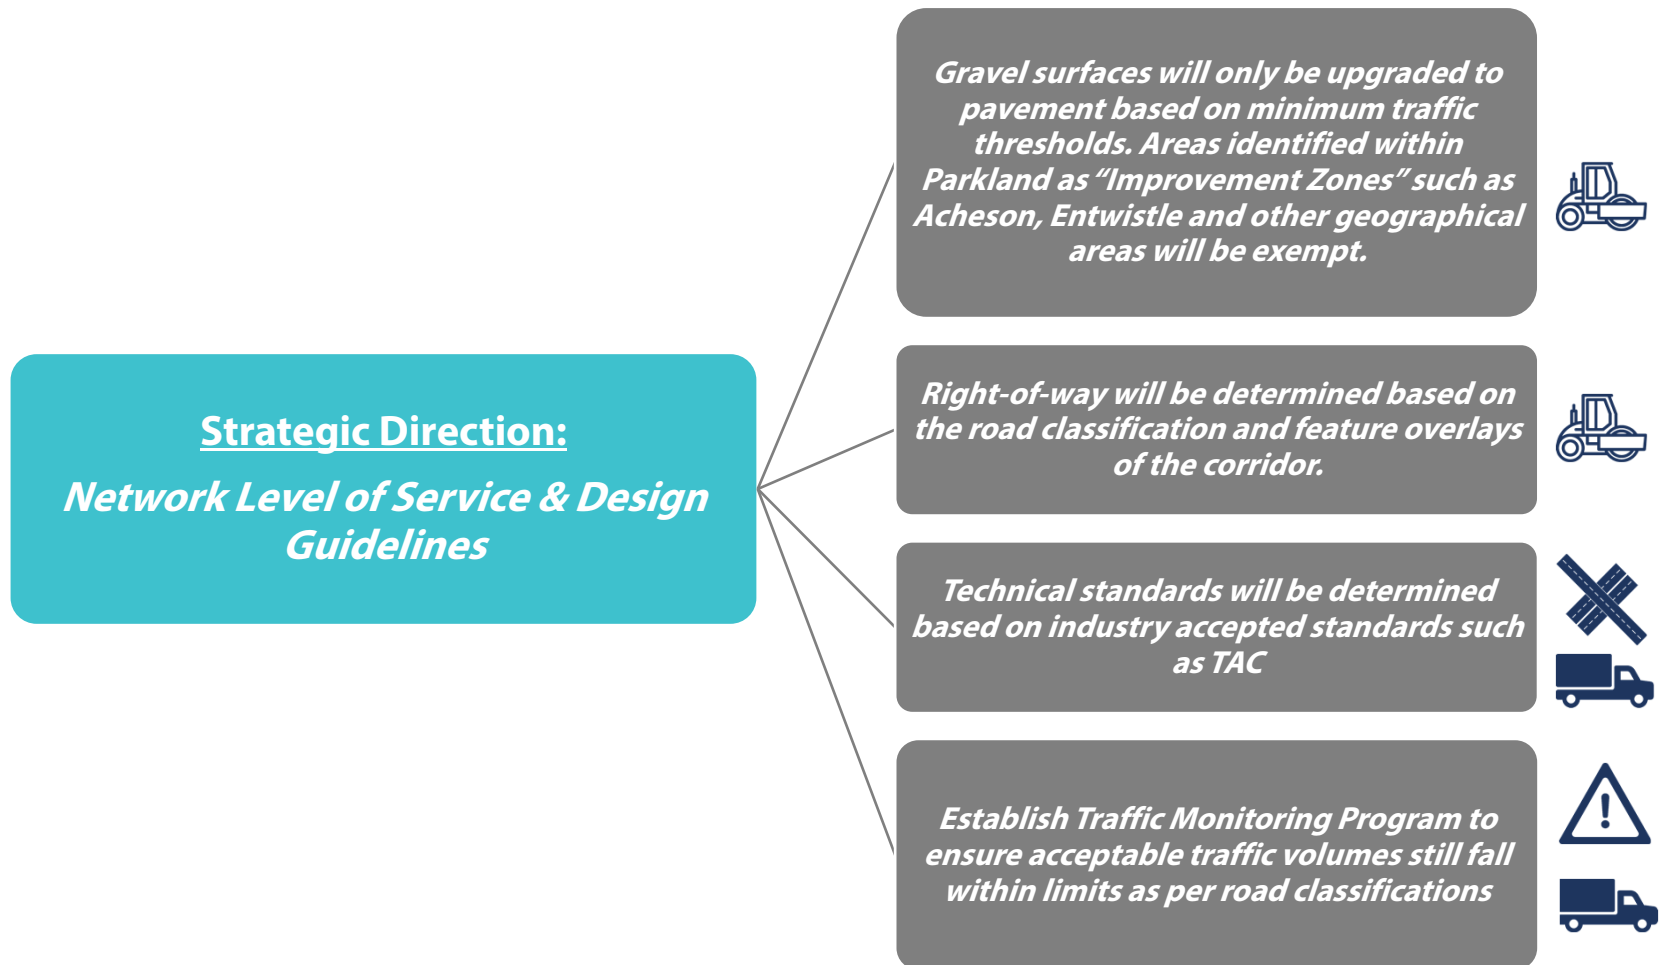 Strategic Direction:
Network Level of Service & Design
Guidelines
Gravel surfaces will only be upgraded to
pavement based on minimum traffic
thresholds. Areas identified within
Parkland as “Improvement Zones” such as
Acheson, Entwistle and other geographical
areas will be exempt.
Right-of-way will be determined based on
the road classification and feature overlays
of the corridor.
Technical standards will be determined
based on industry accepted standards such
as TAC
Establish Traffic Monitoring Program to
ensure acceptable traffic volumes still fall
within limits as per road classifications